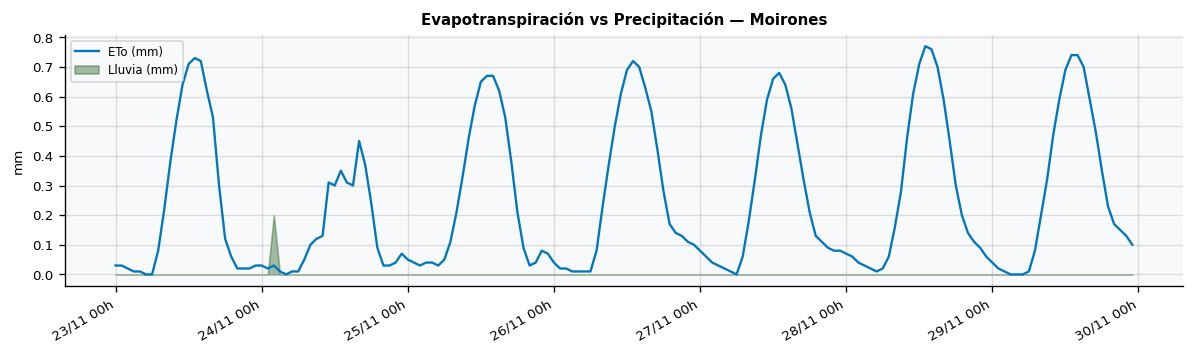 Evapotranspiración vs Precipitación — Moirones
ETo (mm)
Lluvia (mm)
mm
0.8
0.7
0.6
0.5
0.4
0.3
0.2
0.1
0.0
23/11 00h
24/11 00h
25/11 00h
26/11 00h
27/11 00h
28/11 00h
29/11 00h
30/11 00h